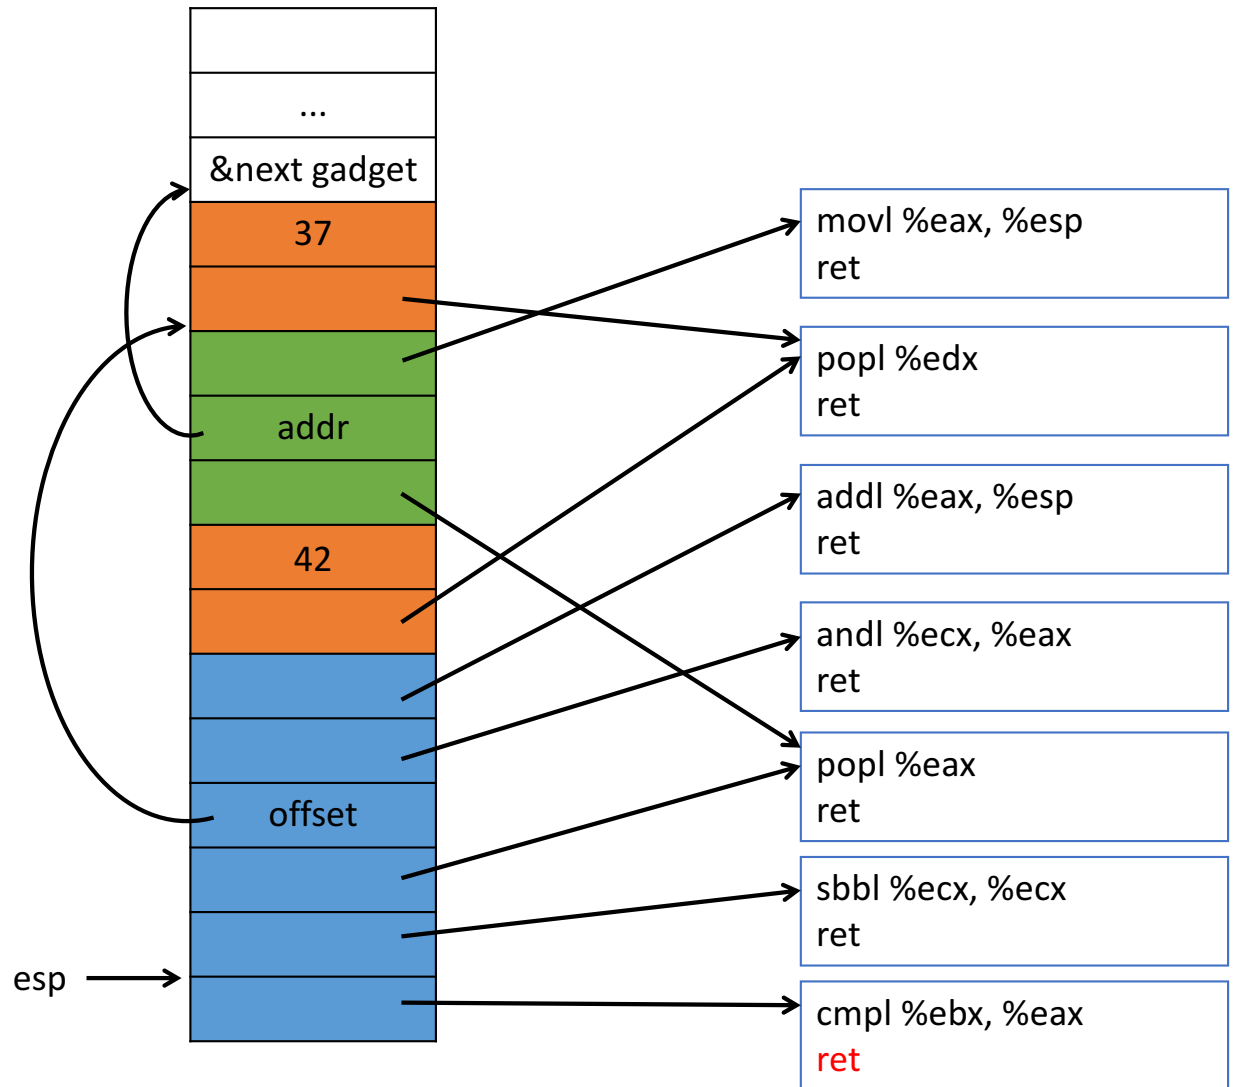 ...
&next gadget
37
addr
42
offset
esp
movl %eax, %esp
ret
popl %edx
ret
addl %eax, %esp
ret
andl %ecx, %eax
ret
popl %eax
ret
sbbl %ecx, %ecx
ret
cmpl %ebx, %eax
ret